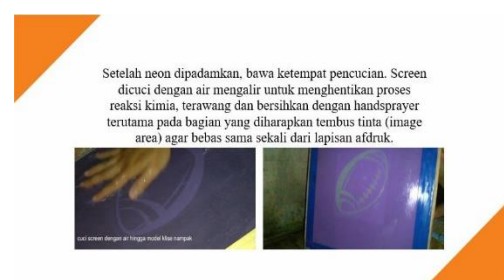 Setelah neon dipadamkan, bawa ketempat pencucian. Screen
dicuci dengan air mengalir untuk menghentikan proses
reaksi kimia, terawang dan bersihkan dengan handsprayer
terutama pada bagian yang diharapkan tembus tinta (image
area) agar bebas sama sekali dari lapisan afdruk.
cuci screen dengan air hingga model klise nampak